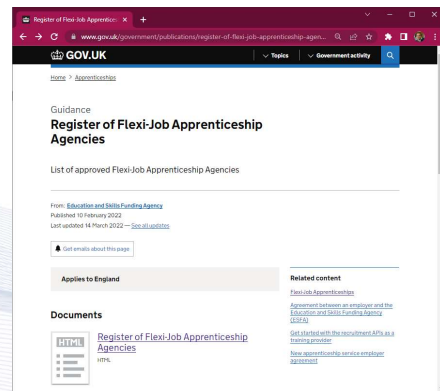 Register of Flexi-Job Apprentices
www.gov.uk/government/publications/register-of-flexi-job-apprenticeship-agen...
GOV.UK
Topics
Government activity
Home > Apprenticeships
Guidance
Register of Flexi-Job Apprenticeship
Agencies
List of approved Flexi-Job Apprenticeship Agencies
From: Education and Skills Funding Agency
Published 10 February 2022
Last updated 14 March 2022 — See all updates
Get emails about this page
Applies to England
Documents
HTML
Register of Flexi-Job Apprenticeship
Agencies
HTML
Related content
Flexi-Job Apprenticeships
Agreement between an employer and the
Education and Skills Funding Agency
(ESFA)
Get started with the recruitment APIs as a
training provider
New apprenticeship service employer
agreement